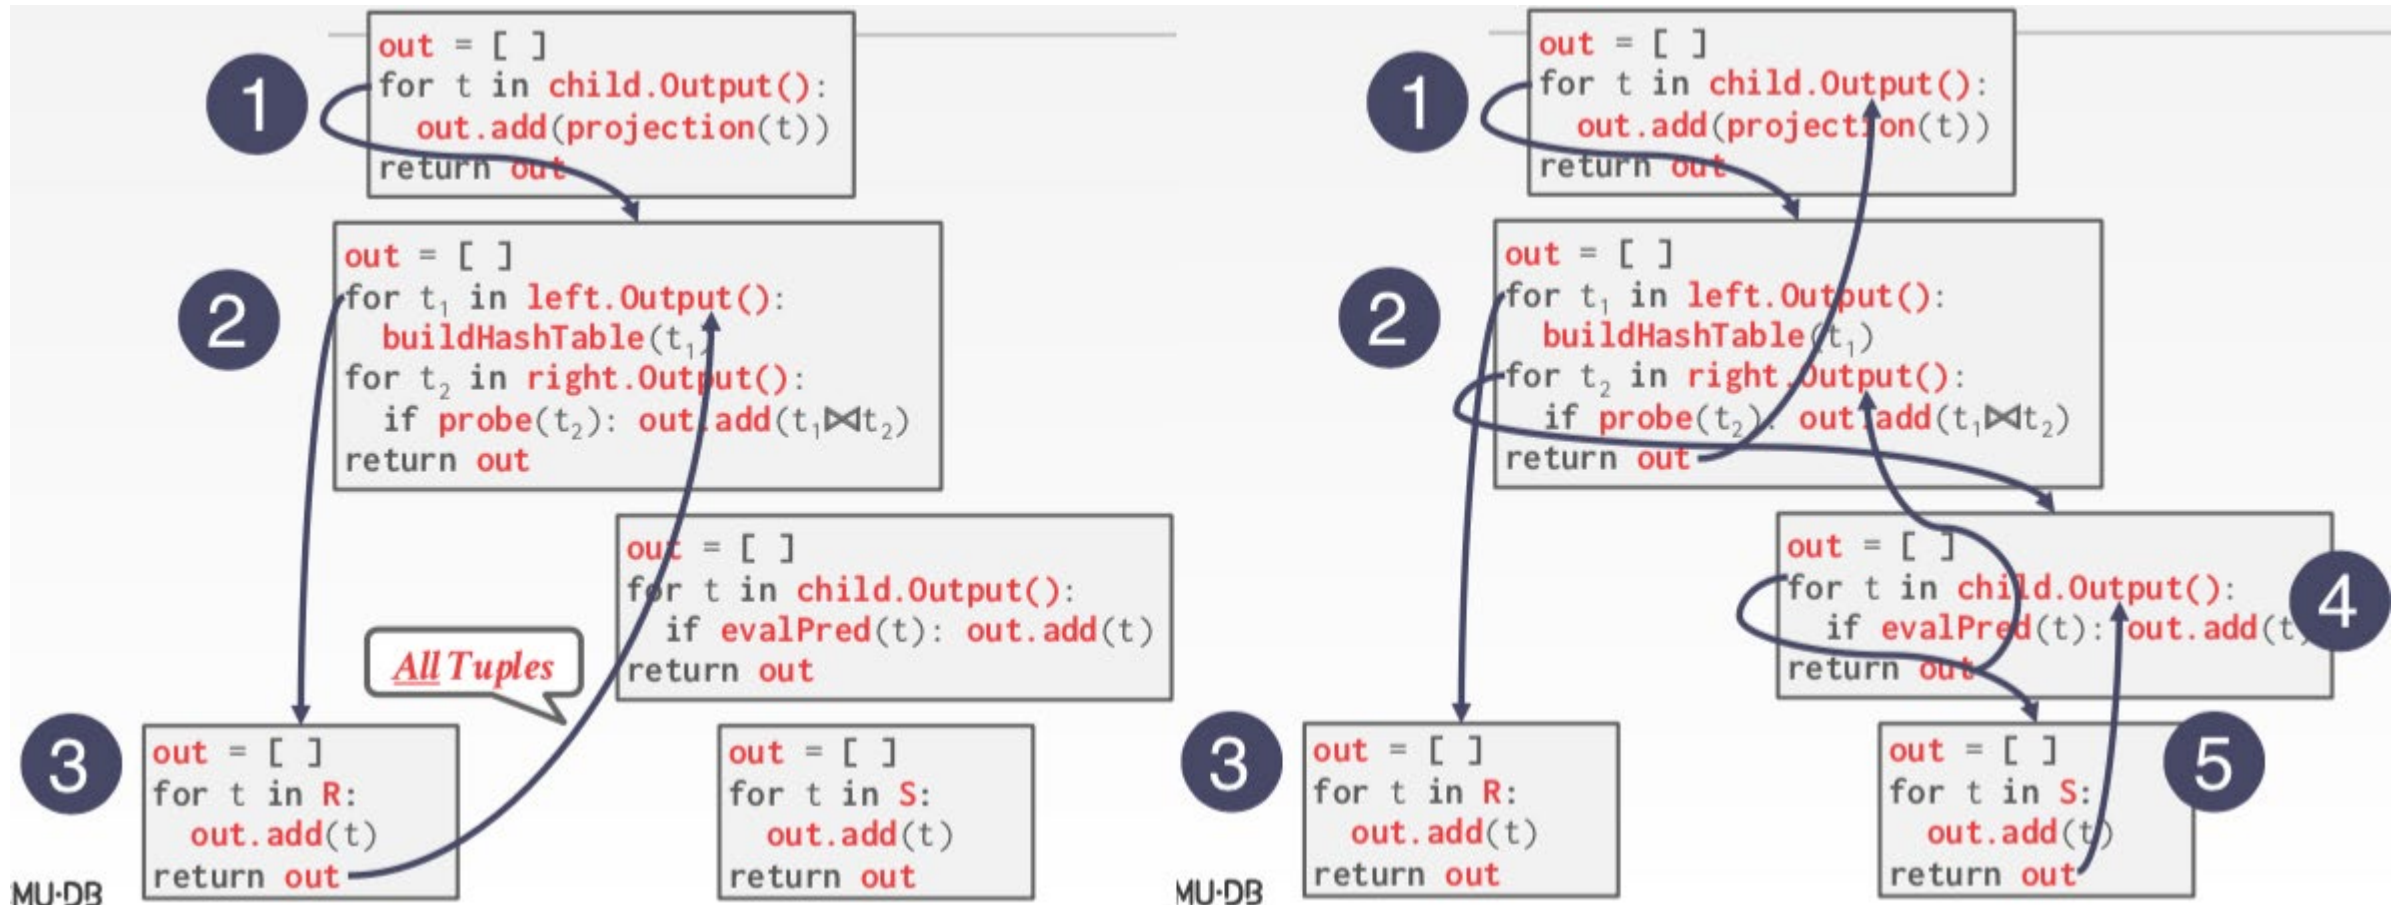 1
out = [ ]
for t in child.Output():
out.add(projection(t))
return out
2
out = [ ]
for t₁ in left.Output():
buildHashTable(t₁)
for t₂ in right.Output():
if probe(t₂): out.add(t₁⋈t₂)
return out
out = [ ]
for t in child.Output():
if evalPred(t): out.add(t)
return out
All Tuples
3
out = [ ]
for t in R:
out.add(t)
return out
out = [ ]
for t in S:
out.add(t)
return out
MU·DB
1
out = [ ]
for t in child.Output():
out.add(projection(t))
return out
2
out = [ ]
for t₁ in left.Output():
buildHashTable(t₁)
for t₂ in right.Output():
if probe(t₂): out.add(t₁⋈t₂)
return out
4
out = [ ]
for t in child.Output():
if evalPred(t): out.add(t
return out
3
out = [ ]
for t in R:
out.add(t)
return out
5
out = [ ]
for t in S:
out.add(t)
return out
MU·DB